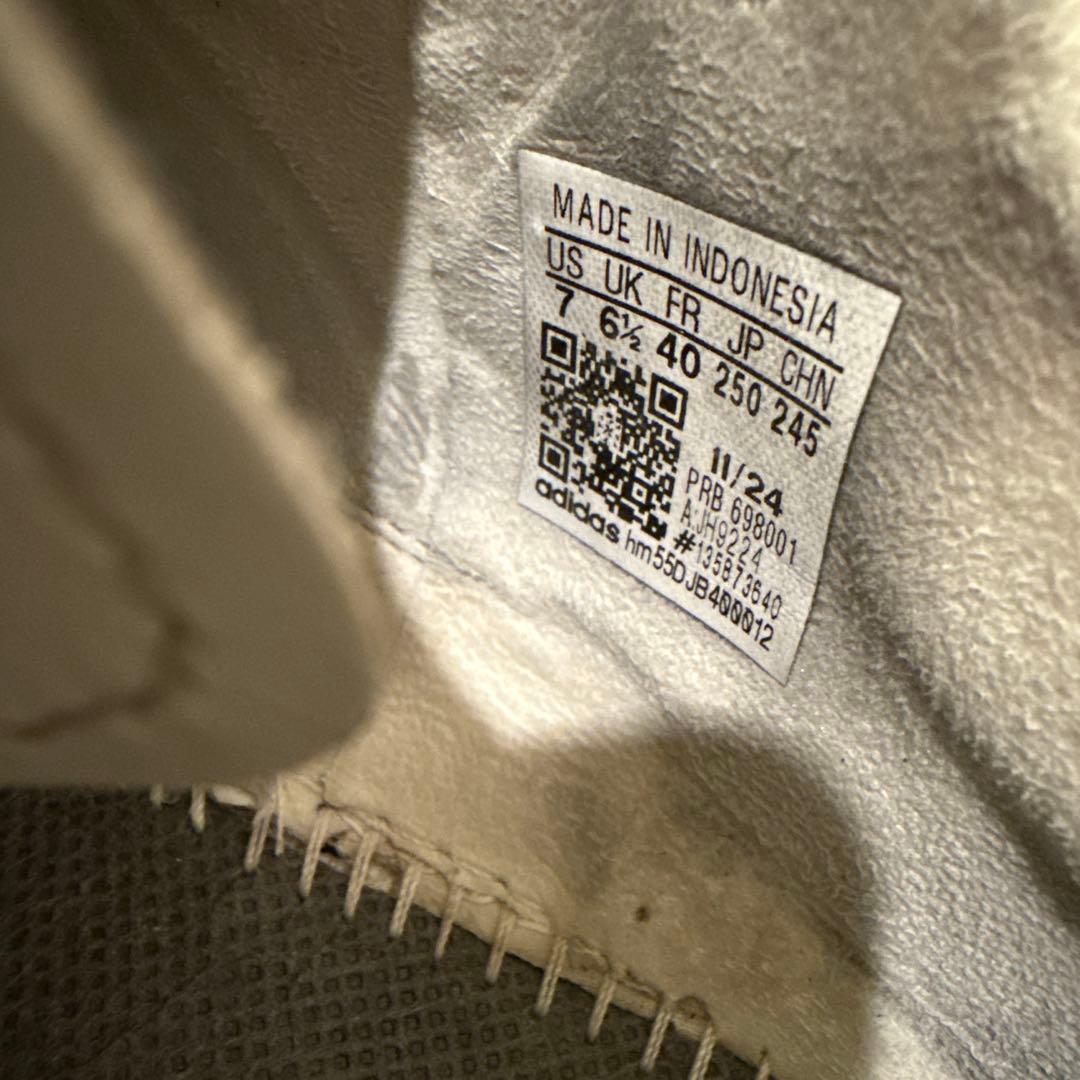 MADE IN INDONESIA
US UK FR JP CHN
7 6½ 40 250 245
11/24
PRB 698001
A:JH9224
#135873640
adidas hm55DJB400012